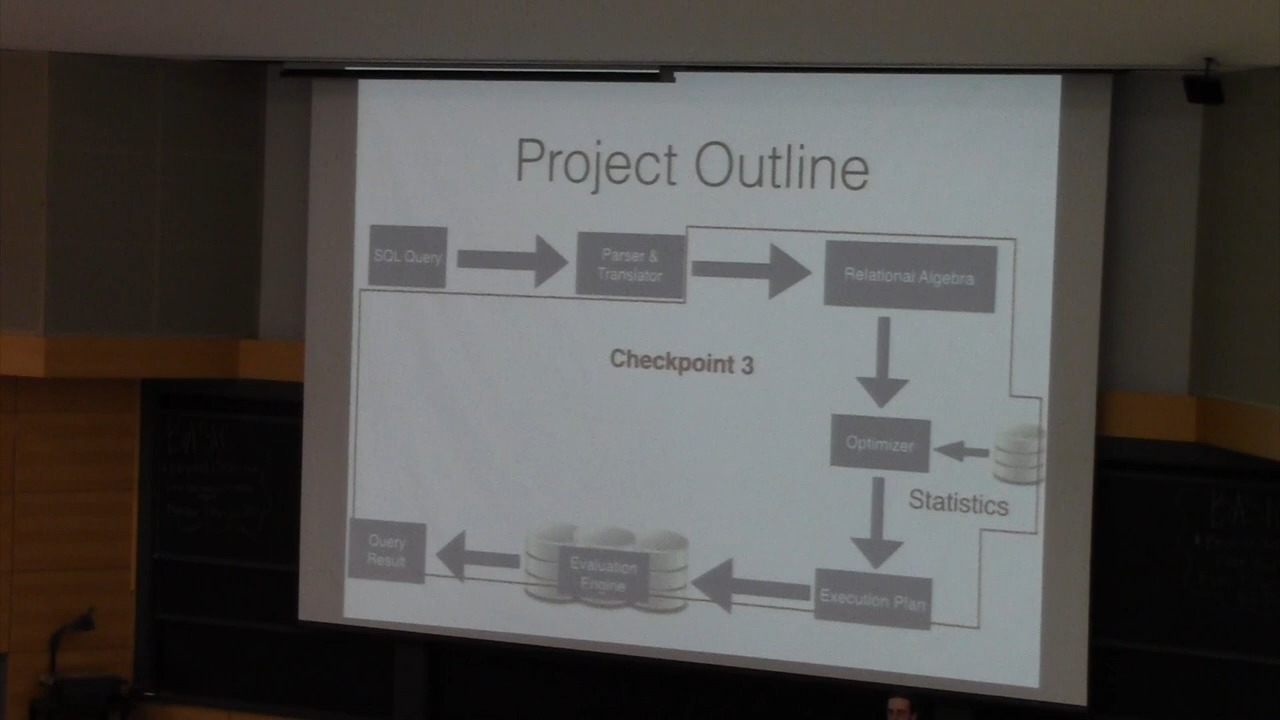 Project Outline
SQL Query
Parser &
Translator
Relational Algebra
Checkpoint 3
Optimizer
Statistics
Query
Result
Evaluation
Engine
Execution Plan